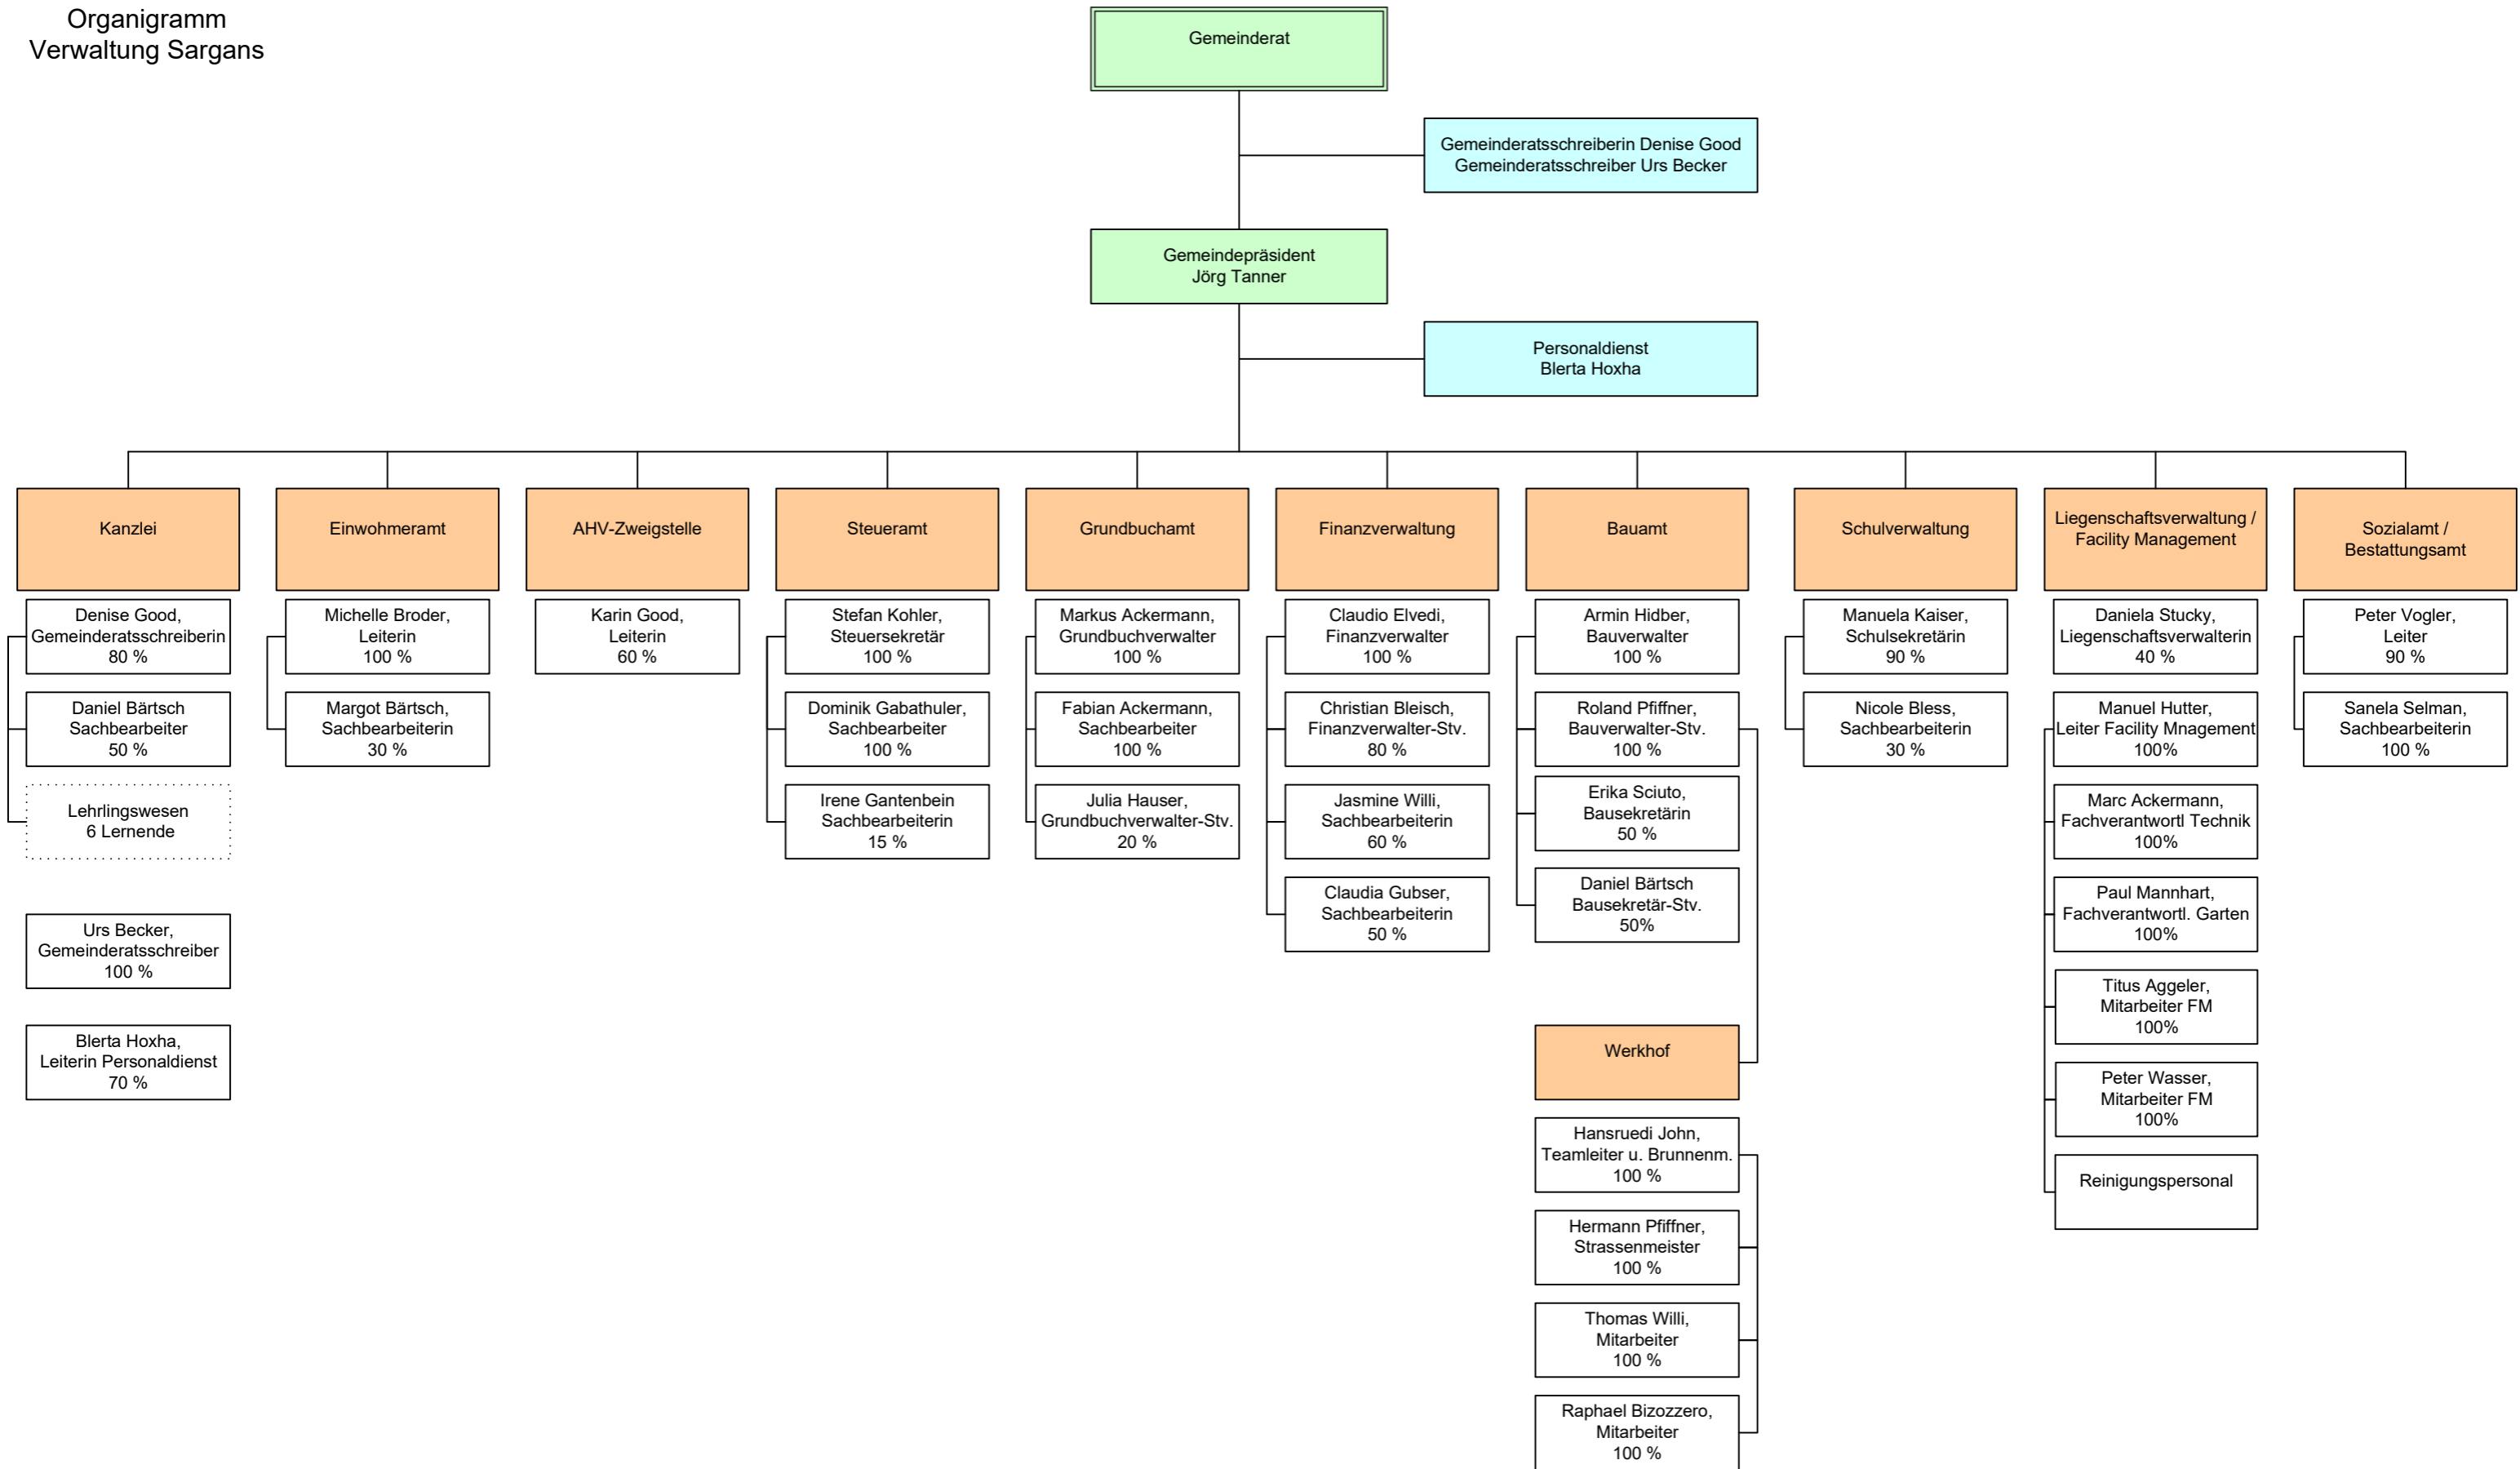 Organigramm
Verwaltung Sargans
Gemeinderat
Gemeinderatsschreiberin Denise Good
Gemeinderatsschreiber Urs Becker
Gemeindepräsident
Jörg Tanner
Personaldienst
Blerta Hoxha
Kanzlei
Denise Good,
Gemeinderatsschreiberin
80 %
Daniel Bärtsch
Sachbearbeiter
50 %
Lehrlingswesen
6 Lernende
Urs Becker,
Gemeinderatsschreiber
100 %
Blerta Hoxha,
Leiterin Personaldienst
70 %
Einwohmeramt
Michelle Broder,
Leiterin
100 %
Margot Bärtsch,
Sachbearbeiterin
30 %
AHV-Zweigstelle
Karin Good,
Leiterin
60 %
Steueramt
Stefan Kohler,
Steuersekretär
100 %
Dominik Gabathuler,
Sachbearbeiter
100 %
Irene Gantenbein
Sachbearbeiterin
15 %
Grundbuchamt
Markus Ackermann,
Grundbuchverwalter
100 %
Fabian Ackermann,
Sachbearbeiter
100 %
Julia Hauser,
Grundbuchverwalter-Stv.
20 %
Finanzverwaltung
Claudio Elvedi,
Finanzverwalter
100 %
Christian Bleisch,
Finanzverwalter-Stv.
80 %
Jasmine Willi,
Sachbearbeiterin
60 %
Claudia Gubser,
Sachbearbeiterin
50 %
Bauamt
Armin Hidber,
Bauverwalter
100 %
Roland Pfiffner,
Bauverwalter-Stv.
100 %
Erika Sciuto,
Bausekretärin
50 %
Daniel Bärtsch
Bausekretär-Stv.
50%
Werkhof
Hansruedi John,
Teamleiter u. Brunnenm.
100 %
Hermann Pfiffner,
Strassenmeister
100 %
Thomas Willi,
Mitarbeiter
100 %
Raphael Bizozzero,
Mitarbeiter
100 %
Schulverwaltung
Manuela Kaiser,
Schulsekretärin
90 %
Nicole Bless,
Sachbearbeiterin
30 %
Liegenschaftsverwaltung /
Facility Management
Daniela Stucky,
Liegenschaftsverwalterin
40 %
Manuel Hutter,
Leiter Facility Mnagement
100%
Marc Ackermann,
Fachverantwortl Technik
100%
Paul Mannhart,
Fachverantwortl. Garten
100%
Titus Aggeler,
Mitarbeiter FM
100%
Peter Wasser,
Mitarbeiter FM
100%
Reinigungspersonal
Sozialamt /
Bestattungsamt
Peter Vogler,
Leiter
90 %
Sanela Selman,
Sachbearbeiterin
100 %